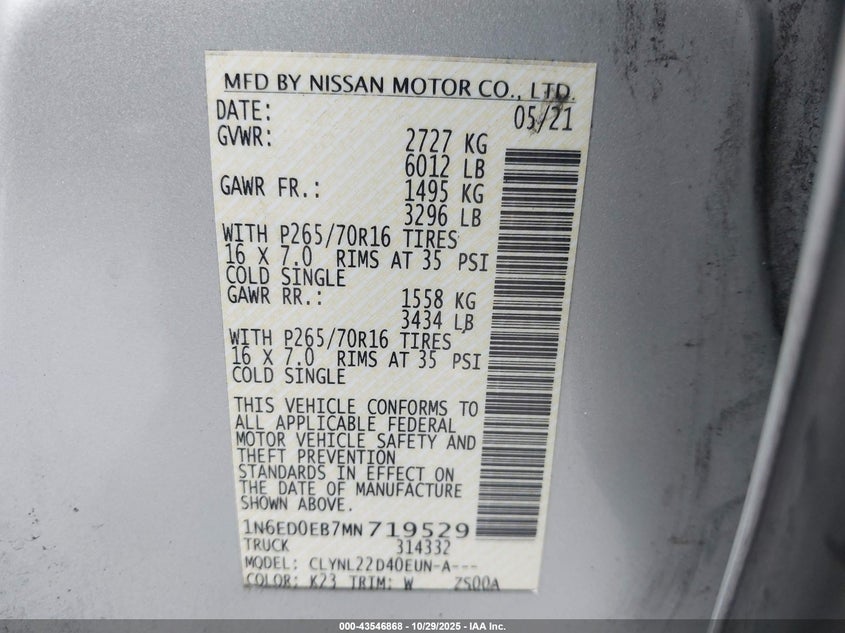 MFD BY NISSAN MOTOR CO., LTD.
DATE: 05/21
GVWR: 2727 KG
6012 LB
GAWR FR.: 1495 KG
3296 LB
WITH P265/70R16 TIRES
16 X 7.0 RIMS AT 35 PSI
COLD SINGLE
GAWR RR.: 1558 KG
3434 LB
WITH P265/70R16 TIRES
16 X 7.0 RIMS AT 35 PSI
COLD SINGLE
THIS VEHICLE CONFORMS TO
ALL APPLICABLE FEDERAL
MOTOR VEHICLE SAFETY AND
THEFT PREVENTION
STANDARDS IN EFFECT ON
THE DATE OF MANUFACTURE
SHOWN ABOVE.
1N6ED0EB7MN 719529
TRUCK 314332
MODEL: CLYNL22D40EUN-A---
COLOR: K23 TRIM: W ZS00A
000-43546868 • 10/29/2025 • IAA Inc.